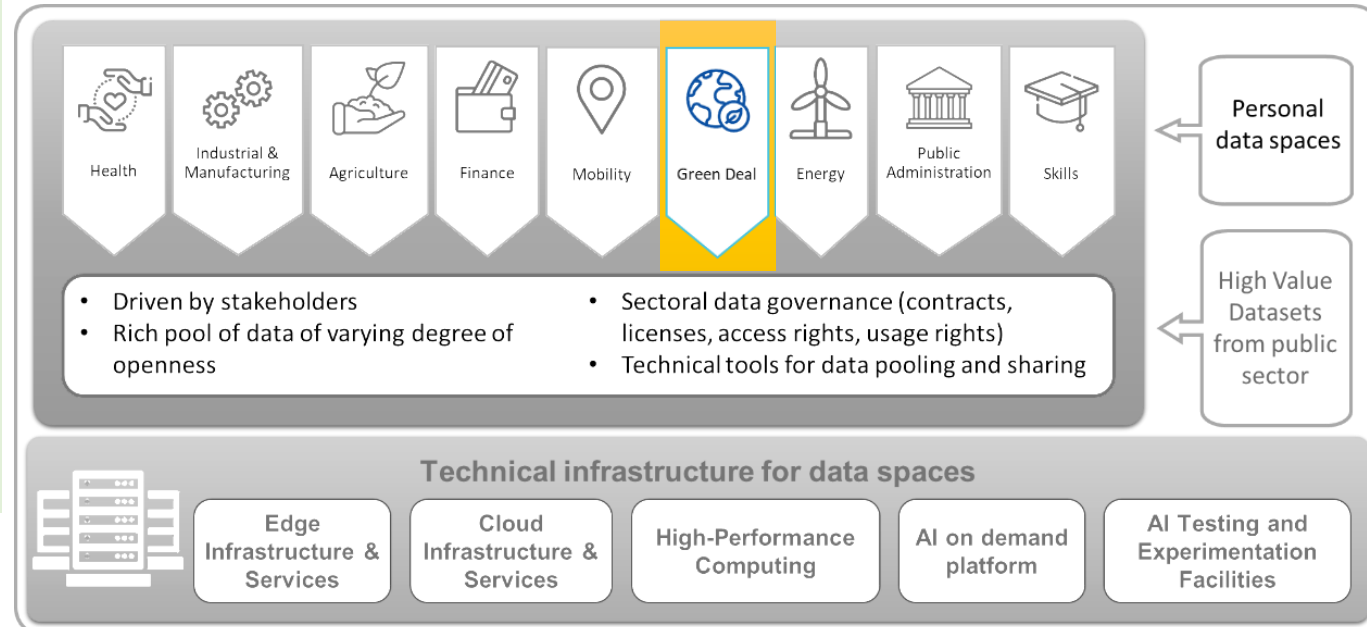 Health
Industrial &
Manufacturing
Agriculture
Finance
Mobility
Green Deal
Energy
Public
Administration
Skills
Personal
data spaces
• Driven by stakeholders
• Rich pool of data of varying degree of
openness
• Sectoral data governance (contracts,
licenses, access rights, usage rights)
• Technical tools for data pooling and sharing
High Value
Datasets
from public
sector
Technical infrastructure for data spaces
Edge
Infrastructure &
Services
Cloud
Infrastructure &
Services
High-Performance
Computing
AI on demand
platform
AI Testing and
Experimentation
Facilities